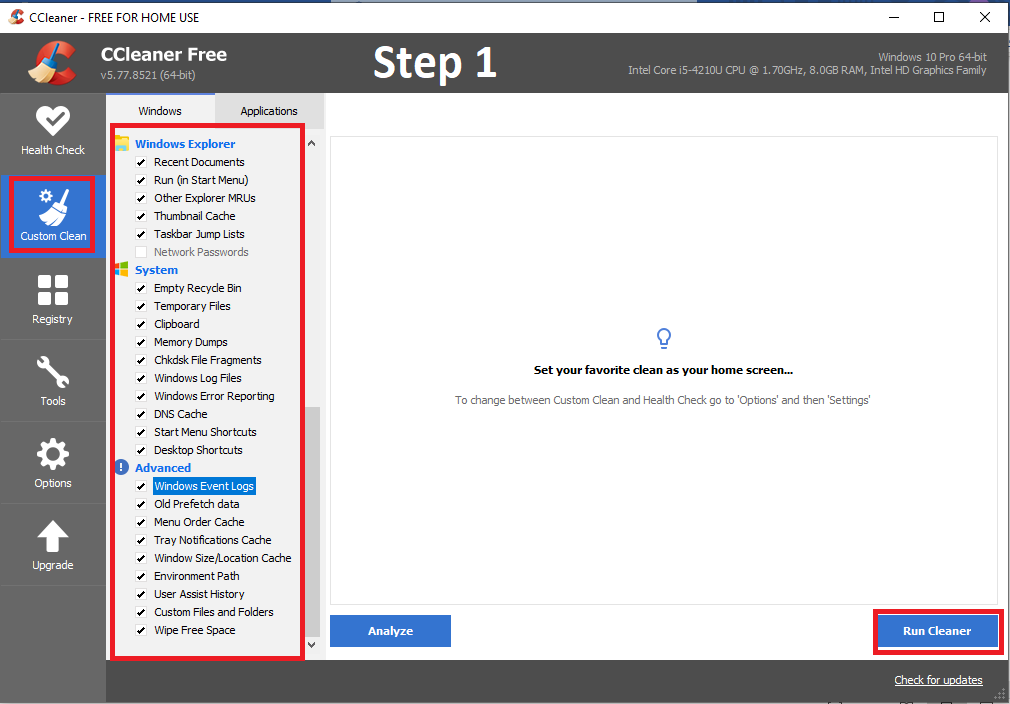 CCleaner - FREE FOR HOME USE
CCleaner Free
v5.77.8521 (64-bit)
Step 1
Windows 10 Pro 64-bit
Intel Core i5-4210U CPU @ 1.70GHz, 8.0GB RAM, Intel HD Graphics Family
Health Check
Custom Clean
Registry
Tools
Options
Upgrade
Windows
Applications
Windows Explorer
Recent Documents
Run (in Start Menu)
Other Explorer MRUs
Thumbnail Cache
Taskbar Jump Lists
Network Passwords
System
Empty Recycle Bin
Temporary Files
Clipboard
Memory Dumps
Chkdsk File Fragments
Windows Log Files
Windows Error Reporting
DNS Cache
Start Menu Shortcuts
Desktop Shortcuts
Advanced
Windows Event Logs
Old Prefetch data
Menu Order Cache
Tray Notifications Cache
Window Size/Location Cache
Environment Path
User Assist History
Custom Files and Folders
Wipe Free Space
Set your favorite clean as your home screen...
To change between Custom Clean and Health Check go to 'Options' and then 'Settings'
Analyze
Run Cleaner
Check for updates